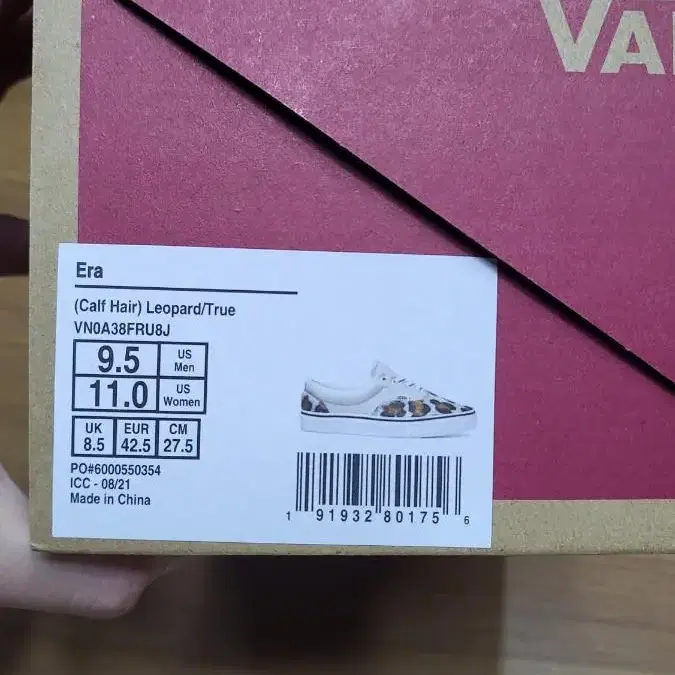 VA
Era
(Calf Hair) Leopard/True
VN0A38FRU8J
9.5 US Men
11.0 US Women
UK EUR CM
8.5 42.5 27.5
PO#6000550354
ICC - 08/21
Made in China
1 91932 80175 6